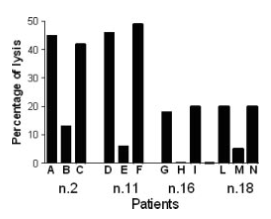 Percentage of lysis
50
40
30
20
10
0
A B C D E F G H I L M N
n.2 n.11 n.16 n.18
Patients